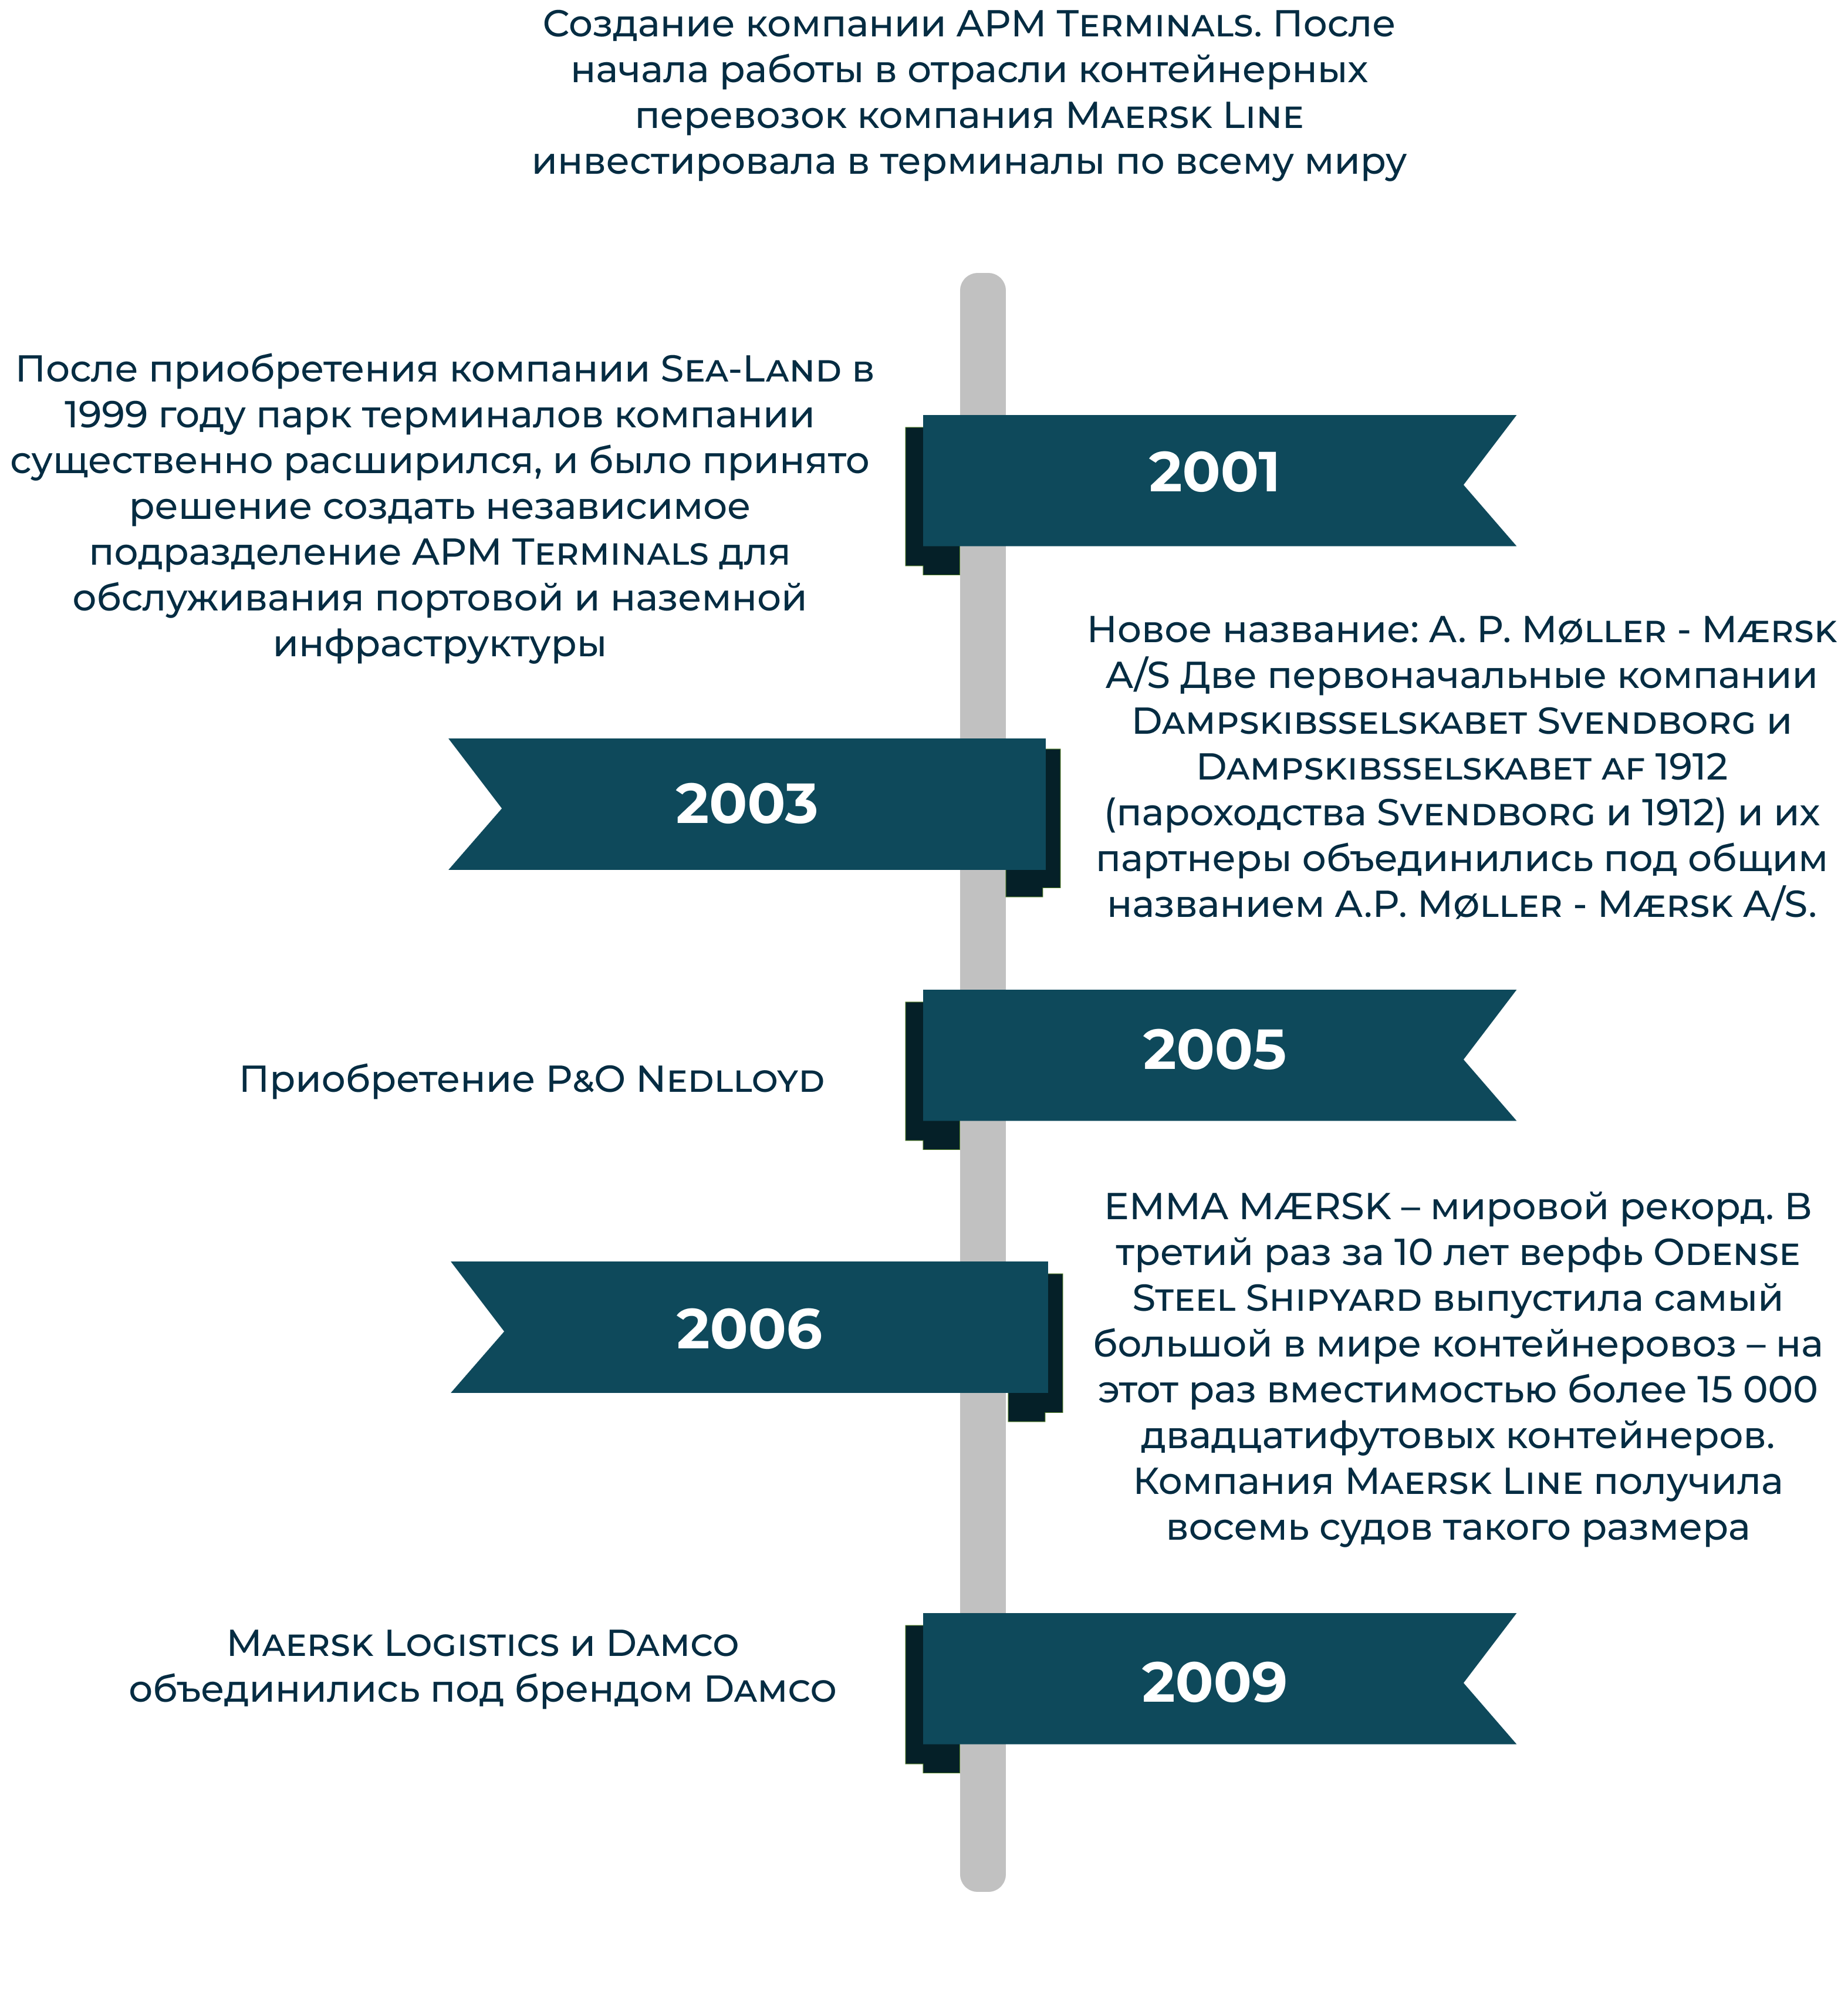 Создание компании APM Terminals. После
начала работы в отрасли контейнерных
перевозок компания Maersk Line
инвестировала в терминалы по всему миру
После приобретения компании Sea-Land в
1999 году парк терминалов компании
существенно расширился, и было принято
решение создать независимое
подразделение APM Terminals для
обслуживания портовой и наземной
инфраструктуры
2001
Новое название: A. P. Møller - Mærsk
A/S Две первоначальные компании
Dampskibsselskabet Svendborg и
Dampskibsselskabet af 1912
(пароходства Svendborg и 1912) и их
партнеры объединились под общим
названием A.P. Møller - Mærsk A/S.
2003
Приобретение P&O Nedlloyd
2005
EMMA MÆRSK – мировой рекорд. В
третий раз за 10 лет верфь Odense
Steel Shipyard выпустила самый
большой в мире контейнеровоз – на
этот раз вместимостью более 15 000
двадцатифутовых контейнеров.
Компания Maersk Line получила
восемь судов такого размера
2006
Maersk Logistics и Damco
объединились под брендом Damco
2009